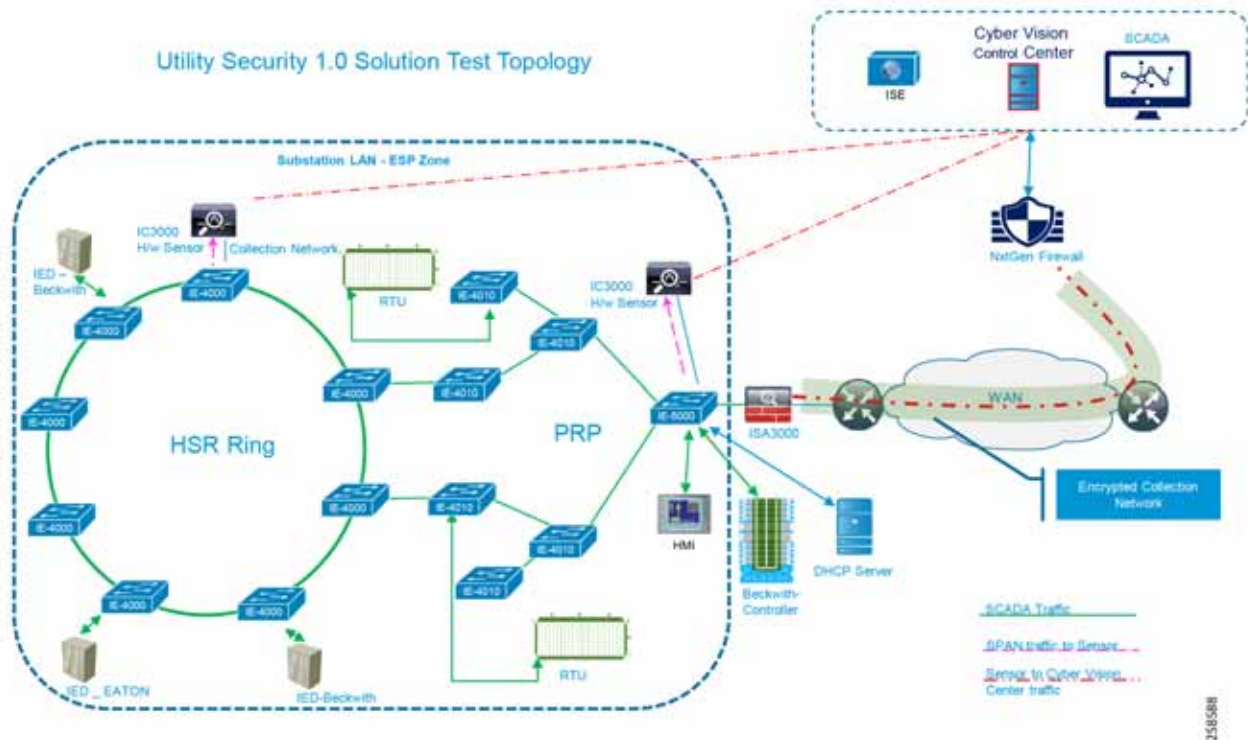 Utility Security 1.0 Solution Test Topology
Cyber Vision
Control Center
SCADA
ISE
Substation LAN - ESP Zone
IC3000
H/w Sensor
Collection Network
IED –
Beckwith
IE-4000
IE-4000
RTU
IE-4010
IC3000
H/w Sensor
NxtGen Firewall
IE-4010
IE-4000
IE-4010
IE-4000
HSR Ring
PRP
IE-5000
ISA3000
WAN
IE-4000
IE-4000
IE-4010
IE-4010
IE-4010
HMI
Encrypted Collection
Network
DHCP Server
Beckwith-
Controller
IE-4000
IE-4000
IED _ EATON
IED-Beckwith
RTU
SCADA Traffic
SPAN traffic to Sensor
Sensor to Cyber Vision
Center traffic
258588